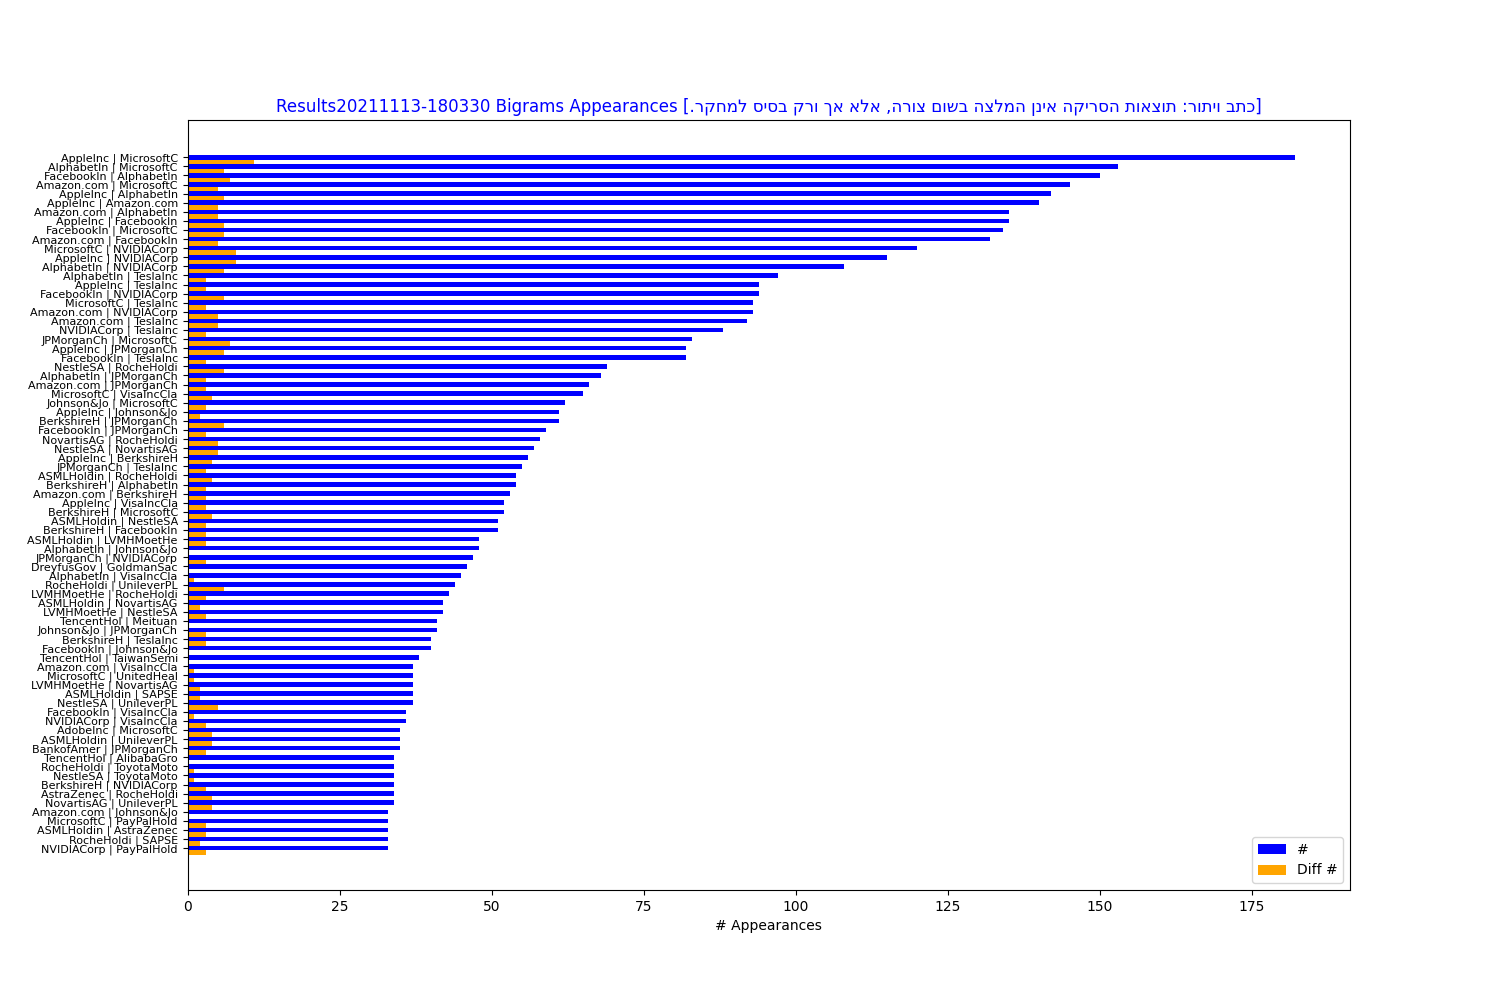 Results20211113-180330 Bigrams Appearances [כתב ויתור: תוצאות הסריקה אינן המלצה בשום צורה, אלא אך ורק בסיס למחקר.]
AppleInc | MicrosoftC
AlphabetIn | MicrosoftC
FacebookIn | AlphabetIn
Amazon.com | MicrosoftC
AppleInc | AlphabetIn
AppleInc | Amazon.com
Amazon.com | AlphabetIn
AppleInc | FacebookIn
FacebookIn | MicrosoftC
Amazon.com | FacebookIn
MicrosoftC | NVIDIACorp
AppleInc | NVIDIACorp
AlphabetIn | NVIDIACorp
AlphabetIn | TeslaInc
AppleInc | TeslaInc
FacebookIn | NVIDIACorp
MicrosoftC | TeslaInc
Amazon.com | NVIDIACorp
Amazon.com | TeslaInc
NVIDIACorp | TeslaInc
JPMorganCh | MicrosoftC
AppleInc | JPMorganCh
FacebookIn | TeslaInc
NestleSA | RocheHoldi
AlphabetIn | JPMorganCh
Amazon.com | JPMorganCh
MicrosoftC | VisaIncCla
Johnson&Jo | MicrosoftC
AppleInc | Johnson&Jo
BerkshireH | JPMorganCh
FacebookIn | JPMorganCh
NovartisAG | RocheHoldi
NestleSA | NovartisAG
AppleInc | BerkshireH
JPMorganCh | TeslaInc
ASMLHoldin | RocheHoldi
BerkshireH | AlphabetIn
Amazon.com | BerkshireH
AppleInc | VisaIncCla
BerkshireH | MicrosoftC
ASMLHoldin | NestleSA
BerkshireH | FacebookIn
ASMLHoldin | LVMHMoetHe
AlphabetIn | Johnson&Jo
JPMorganCh | NVIDIACorp
DreyfusGov | GoldmanSac
AlphabetIn | VisaIncCla
RocheHoldi | UnileverPL
LVMHMoetHe | RocheHoldi
ASMLHoldin | NovartisAG
LVMHMoetHe | NestleSA
TencentHol | Meituan
Johnson&Jo | JPMorganCh
BerkshireH | TeslaInc
FacebookIn | Johnson&Jo
TencentHol | TaiwanSemi
Amazon.com | VisaIncCla
MicrosoftC | UnitedHeal
LVMHMoetHe | NovartisAG
ASMLHoldin | SAPSE
NestleSA | UnileverPL
FacebookIn | VisaIncCla
NVIDIACorp | VisaIncCla
AdobeInc | MicrosoftC
ASMLHoldin | UnileverPL
BankofAmer | JPMorganCh
TencentHol | AlibabaGro
RocheHoldi | ToyotaMoto
NestleSA | ToyotaMoto
BerkshireH | NVIDIACorp
AstraZenec | RocheHoldi
NovartisAG | UnileverPL
Amazon.com | Johnson&Jo
MicrosoftC | PayPalHold
ASMLHoldin | AstraZenec
RocheHoldi | SAPSE
NVIDIACorp | PayPalHold
#
Diff #
0 25 50 75 100 125 150 175
# Appearances